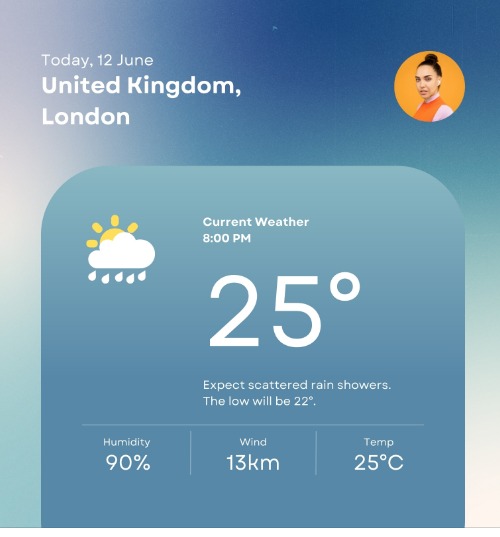 Today, 12 June
United Kingdom,
London
Current Weather
8:00 PM
25°
Expect scattered rain showers.
The low will be 22°.
Humidity
90%
Wind
13km
Temp
25°C